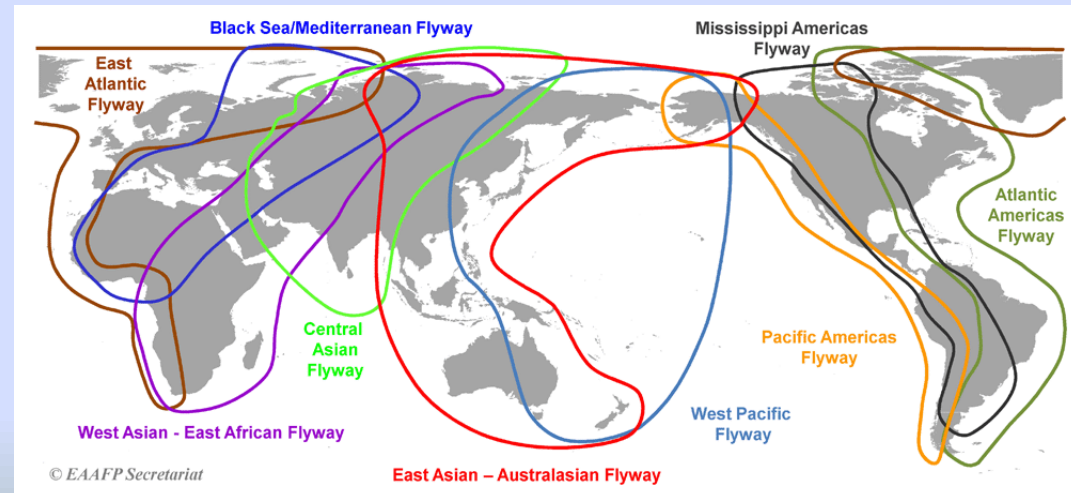 Black Sea/Mediterranean Flyway
Mississippi Americas
Flyway
East
Atlantic
Flyway
Atlantic
Americas
Flyway
Central
Asian
Flyway
Pacific Americas
Flyway
West Asian - East African Flyway
West Pacific
Flyway
© EAAFP Secretariat
East Asian – Australasian Flyway